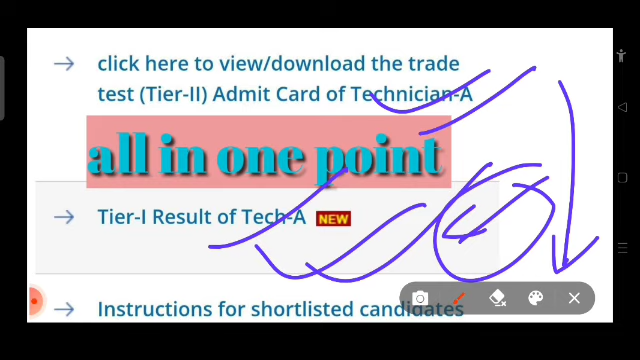 click here to view/download the trade
test (Tier-II) Admit Card of Technician-A
all in one point
Tier-I Result of Tech-A NEW
Instructions for shortlisted candidates